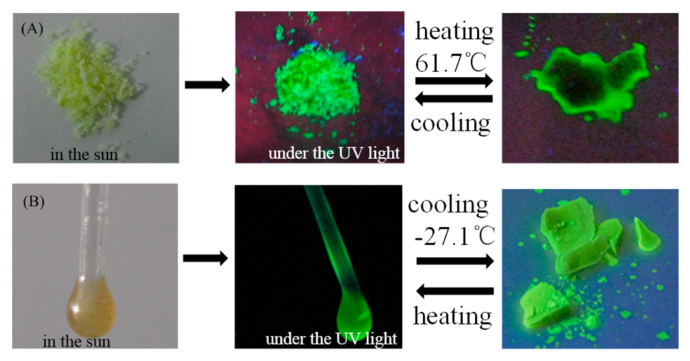 (A)
in the sun
under the UV light
heating
61.7℃
cooling
(B)
in the sun
under the UV light
cooling
-27.1℃
heating